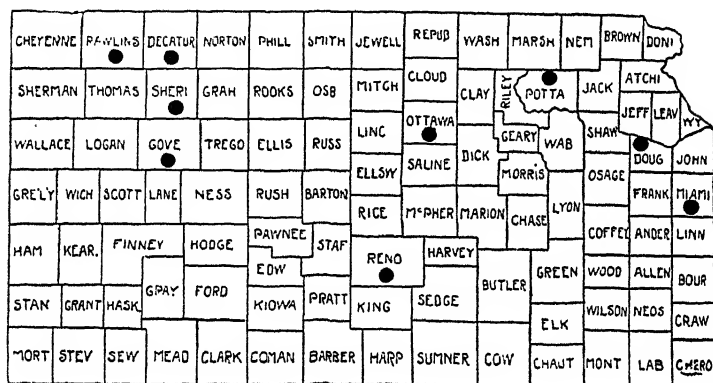 CHEYENNE RAWLINS DECATUR NORTON PHILL SMITH JEWELL REPUB WASH MARSH NEM BROWN DONI
SHERMAN THOMAS SHERI GRAH ROOKS OSB MITCH CLOUD CLAY RILEY POTTA JACK ATCHI
WALLACE LOGAN GOVE TREGO ELLIS RUSS LINC OTTAWA GEARY WAB SHAW JEFF LEAV WY
ELLSW SALINE DICK MORRIS DOUG JOHN
GRE'LY WICH SCOTT LANE NESS RUSH BARTON RICE McPHER MARION CHASE LYON OSAGE FRANK MIAMI
HAM KEAR. FINNEY HODGE PAWNEE STAF RENO HARVEY COFFEY ANDER LINN
GRAY FORD EDW BUTLER GREEN WOOD ALLEN BOUR
STAN GRANT HASK KIOWA PRATT KING SEDGE ELK WILSON NEOS CRAW
MORT STEV SEW MEAD CLARK COMAN BARBER HARP SUMNER COW CHAUT MONT LAB CHERO